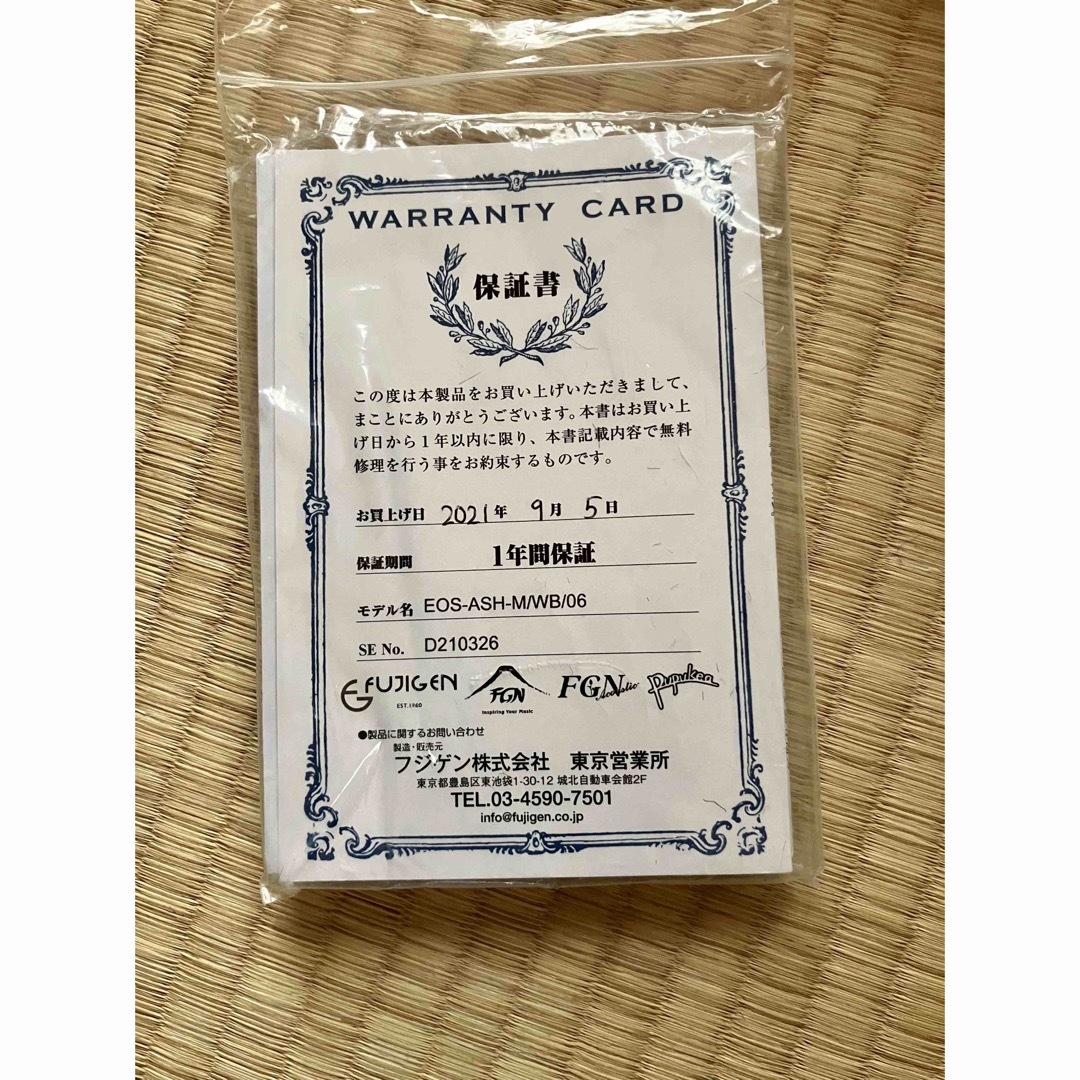 WARRANTY CARD
保証書
この度は本製品をお買い上げいただきまして、
まことにありがとうございます。本書はお買い上
げ日から1年以内に限り、本書記載内容で無料
修理を行う事をお約束するものです。
お買上げ日 2021年 9月 5日
保証期間 1年間保証
モデル名 EOS-ASH-M/WB/06
SE No. D210326
FUJIGEN EST.1960
FGN Inspiring Your Music
FGN Acoustic
Pupukea
●製品に関するお問い合わせ
製造・販売元
フジゲン株式会社 東京営業所
東京都豊島区東池袋1-30-12 城北自動車会館2F
TEL.03-4590-7501
info@fujigen.co.jp